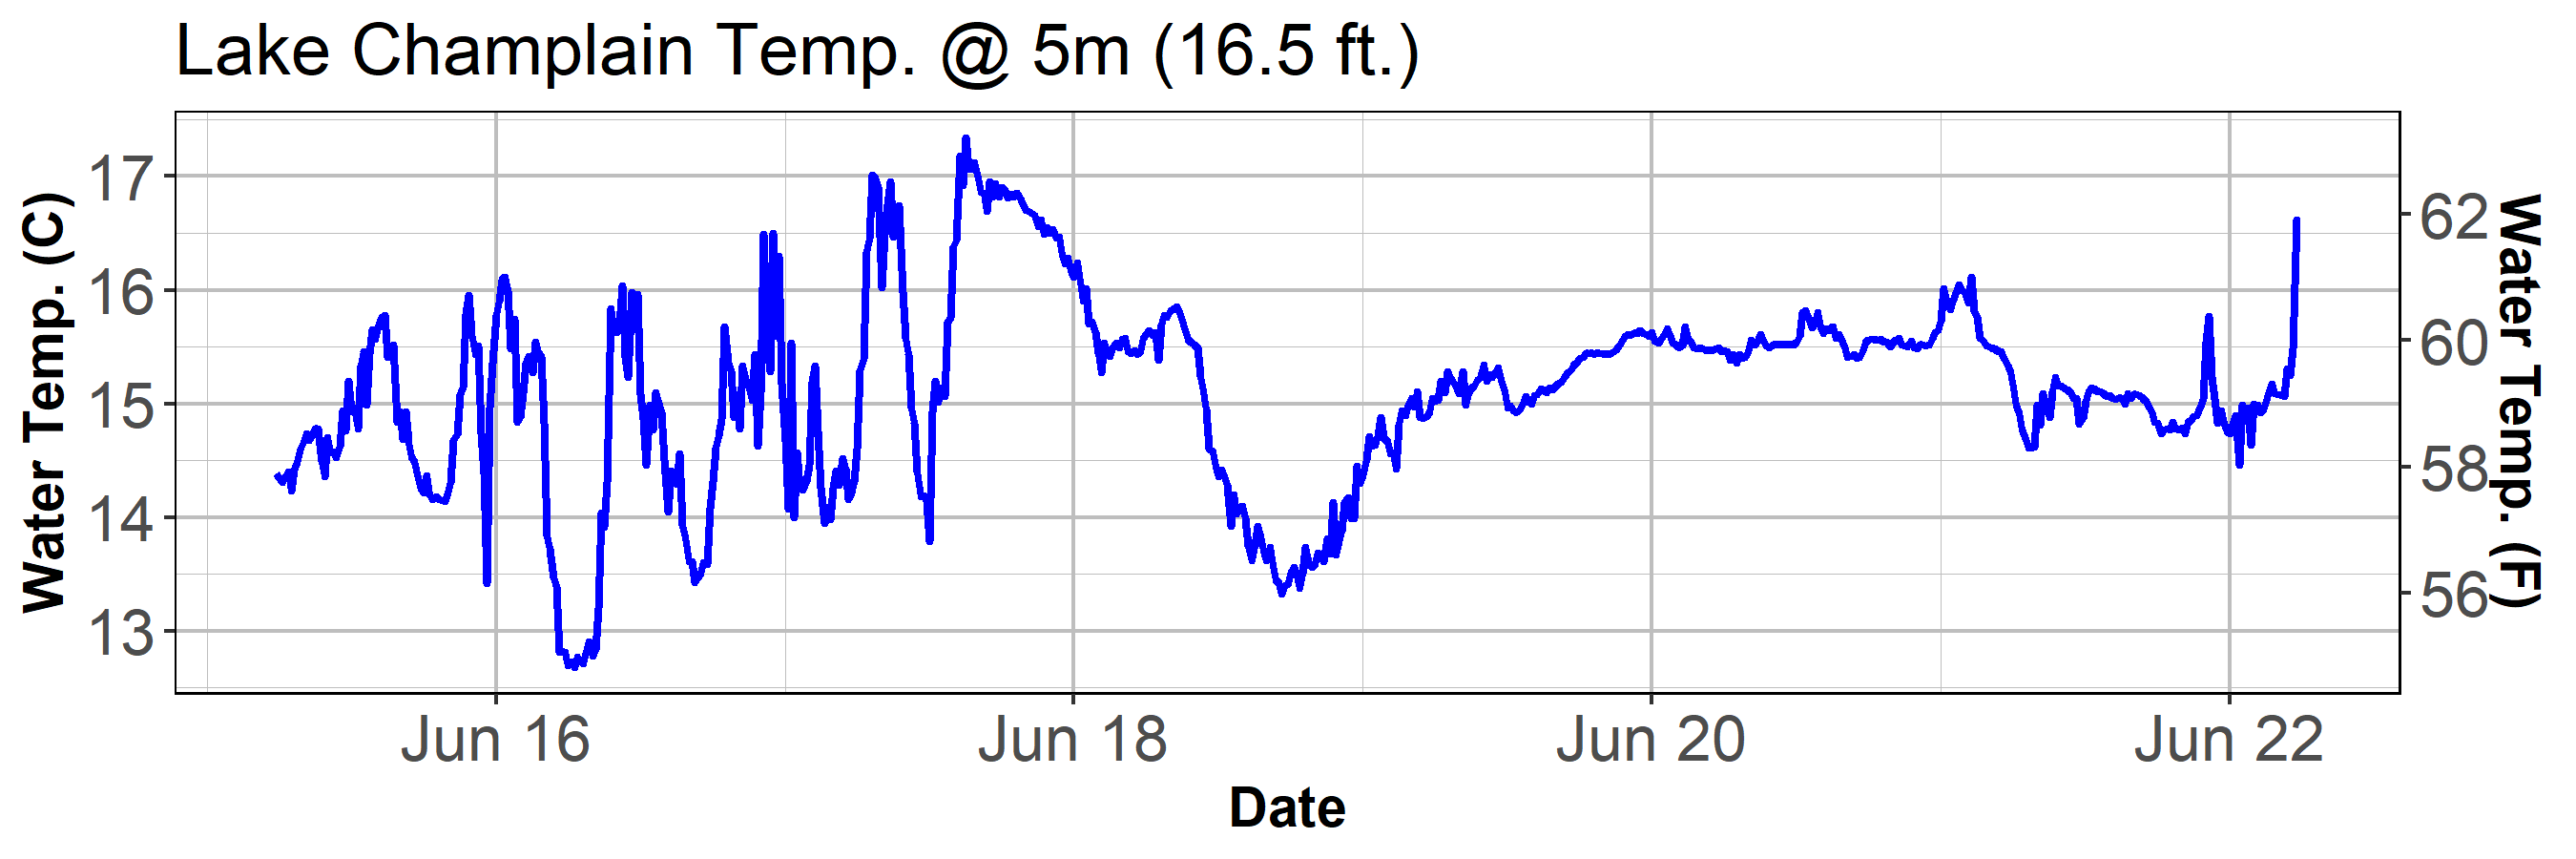 Lake Champlain Temp. @ 5m (16.5 ft.)
Water Temp. (C)
17
16
15
14
13
62
60
58
56
Water Temp. (F)
Jun 16
Jun 18
Jun 20
Jun 22
Date